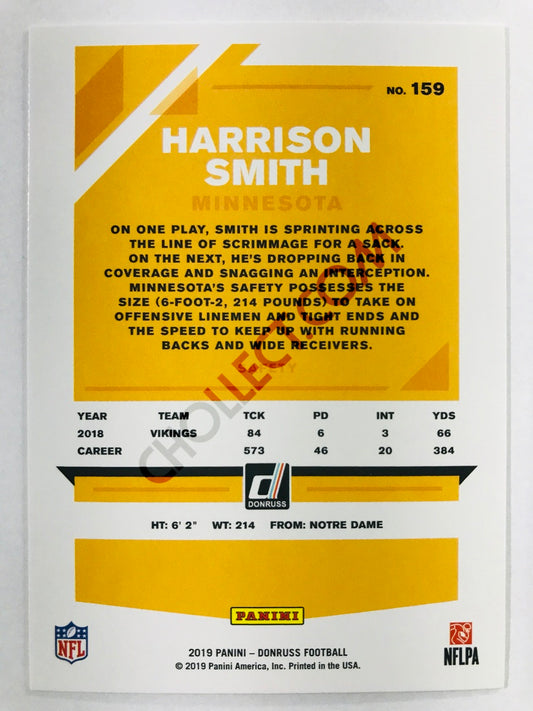 NO. 159
HARRISON
SMITH
MINNESOTA
ON ONE PLAY, SMITH IS SPRINTING ACROSS
THE LINE OF SCRIMMAGE FOR A SACK.
ON THE NEXT, HE'S DROPPING BACK IN
COVERAGE AND SNAGGING AN INTERCEPTION.
MINNESOTA'S SAFETY POSSESSES THE
SIZE (6-FOOT-2, 214 POUNDS) TO TAKE ON
OFFENSIVE LINEMEN AND TIGHT ENDS AND
THE SPEED TO KEEP UP WITH RUNNING
BACKS AND WIDE RECEIVERS.
SAFETY
CHOLLECT.COM
YEAR TEAM TCK PD INT YDS
2018 VIKINGS 84 6 3 66
CAREER 573 46 20 384
d
DONRUSS
HT: 6' 2" WT: 214 FROM: NOTRE DAME
PANINI
NFL
NFLPA
2019 PANINI – DONRUSS FOOTBALL
© 2019 Panini America, Inc. Printed in the USA.